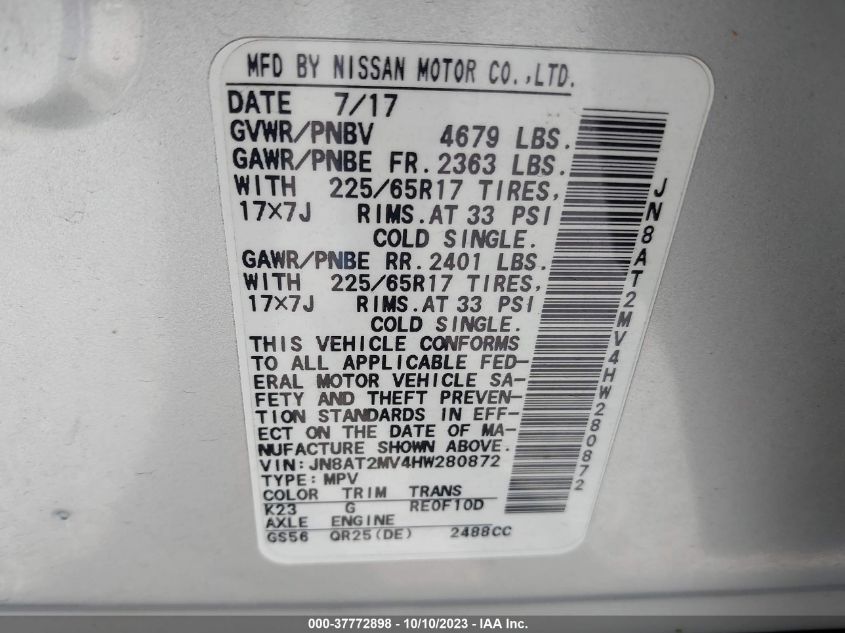 MFD BY NISSAN MOTOR CO.,LTD.
DATE 7/17
GVWR/PNBV 4679 LBS.
GAWR/PNBE FR. 2363 LBS.
WITH 225/65R17 TIRES,
17×7J RIMS. AT 33 PSI
COLD SINGLE.
GAWR/PNBE RR. 2401 LBS.
WITH 225/65R17 TIRES,
17×7J RIMS. AT 33 PSI
COLD SINGLE.
THIS VEHICLE CONFORMS
TO ALL APPLICABLE FED-
ERAL MOTOR VEHICLE SA-
FETY AND THEFT PREVEN-
TION STANDARDS IN EFF-
ECT ON THE DATE OF MA-
NUFACTURE SHOWN ABOVE.
VIN: JN8AT2MV4HW280872
TYPE: MPV
COLOR TRIM TRANS
K23 G RE0F10D
AXLE ENGINE
GS56 QR25(DE) 2488CC
JN8AT2MV4HW280872
000-37772898 - 10/10/2023 - IAA Inc.